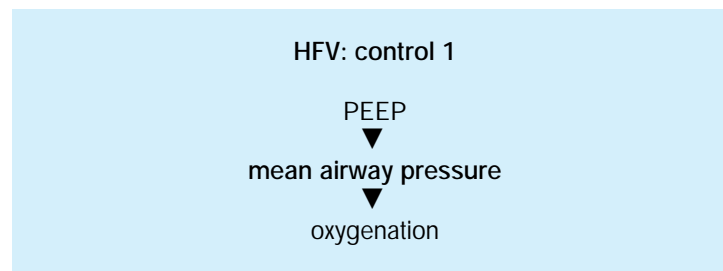 HFV: control 1
PEEP
▼
mean airway pressure
▼
oxygenation